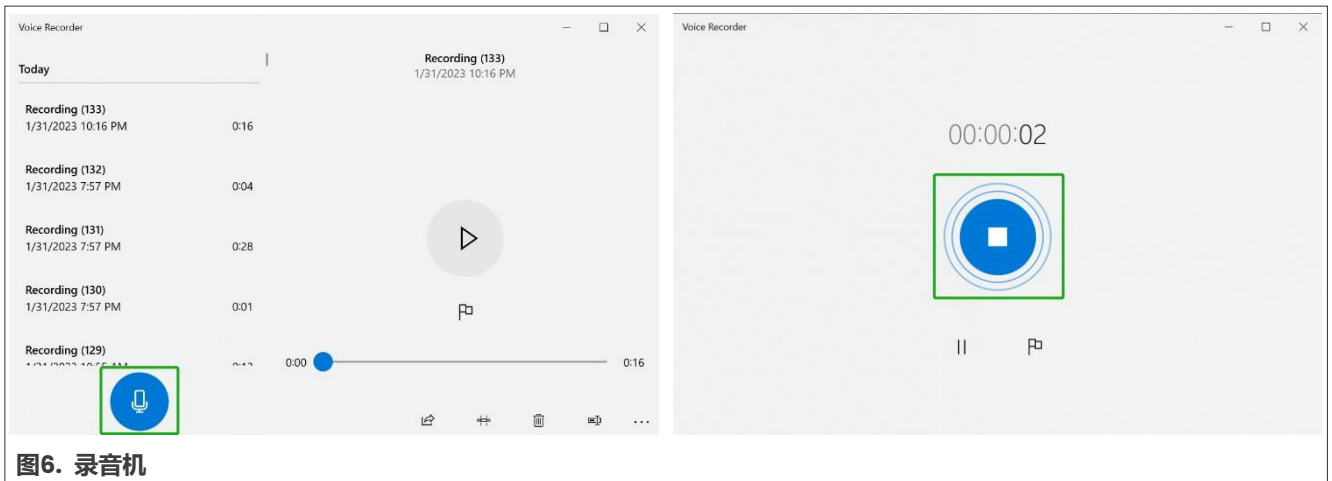 Voice Recorder
Today
Recording (133)
1/31/2023 10:16 PM
0:16
Recording (132)
1/31/2023 7:57 PM
0:04
Recording (131)
1/31/2023 7:57 PM
0:28
Recording (130)
1/31/2023 7:57 PM
0:01
Recording (129)
Recording (133)
1/31/2023 10:16 PM
0:00
0:16
Voice Recorder
00:00:02
图6. 录音机